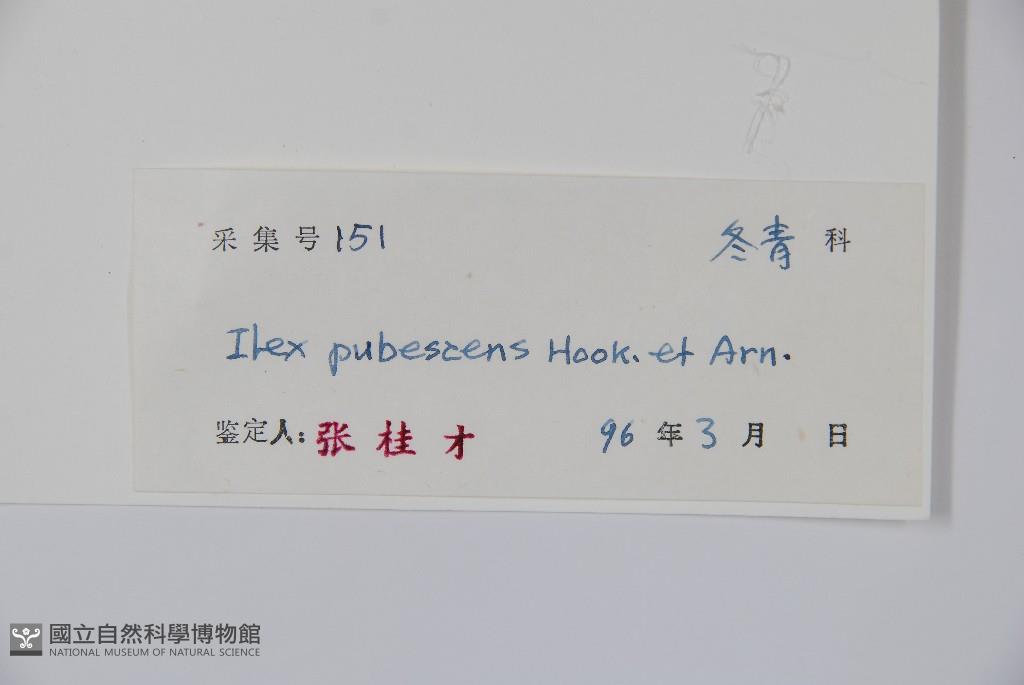 采集号 151 冬青 科
Ilex pubescens Hook. et Arn.
鉴定人: 张桂才 96 年 3 月 日
國立自然科學博物館
NATIONAL MUSEUM OF NATURAL SCIENCE